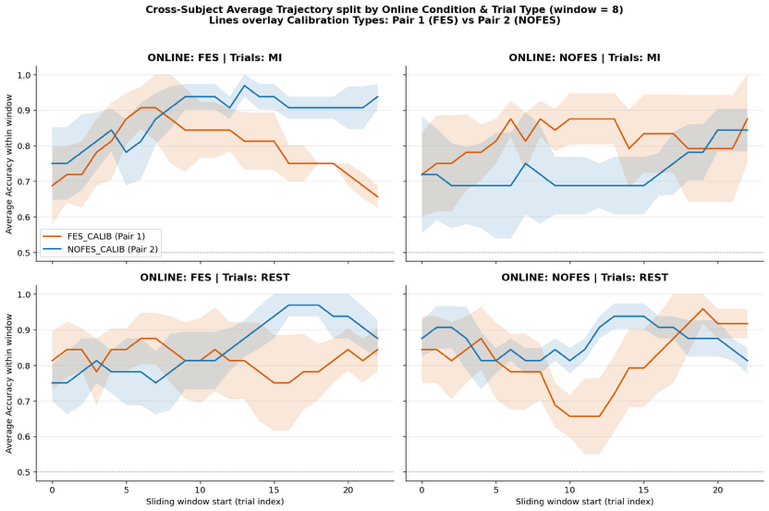 Cross-Subject Average Trajectory split by Online Condition & Trial Type (window = 8)
Lines overlay Calibration Types: Pair 1 (FES) vs Pair 2 (NOFES)
ONLINE: FES | Trials: MI
ONLINE: NOFES | Trials: MI
1.0
0.9
0.8
0.7
0.6
0.5
Average Accuracy within window
FES_CALIB (Pair 1)
NOFES_CALIB (Pair 2)
ONLINE: FES | Trials: REST
ONLINE: NOFES | Trials: REST
1.0
0.9
0.8
0.7
0.6
0.5
Average Accuracy within window
0 5 10 15 20
0 5 10 15 20
Sliding window start (trial index)
Sliding window start (trial index)